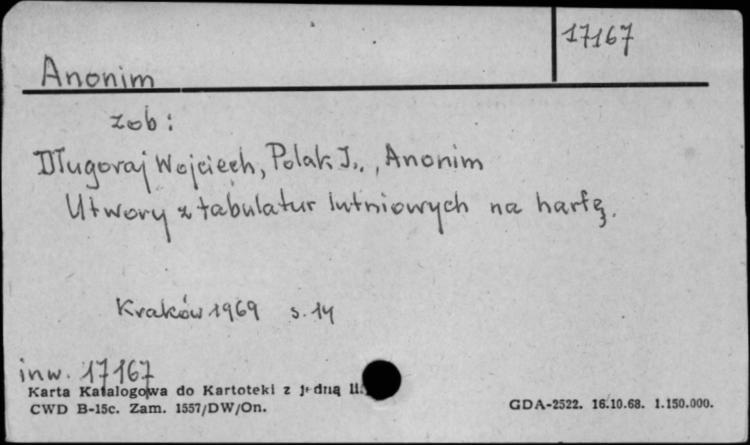 17167
Anonim
zob:
Długoraj Wojciech, Polak J., , Anonim
Utwory z tabulatur lutniowych na harfę.
Kraków 1969 s. 14
inw. 17167
Karta Katalogowa do Kartoteki z jedną
CWD B-15c. Zam. 1557/DW/On.
GDA-2522. 16.10.68. 1.150.000.